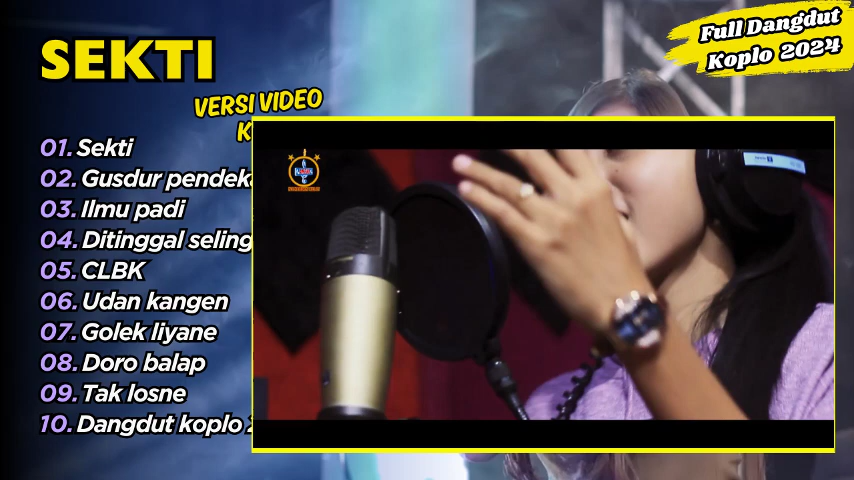 SEKTI
Full Dangdut
Koplo 2024
VERSI VIDEO
01. Sekti
02. Gusdur pendek
03. Ilmu padi
04. Ditinggal seling
05. CLBK
06. Udan kangen
07. Golek liyane
08. Doro balap
09. Tak losne
10. Dangdut koplo